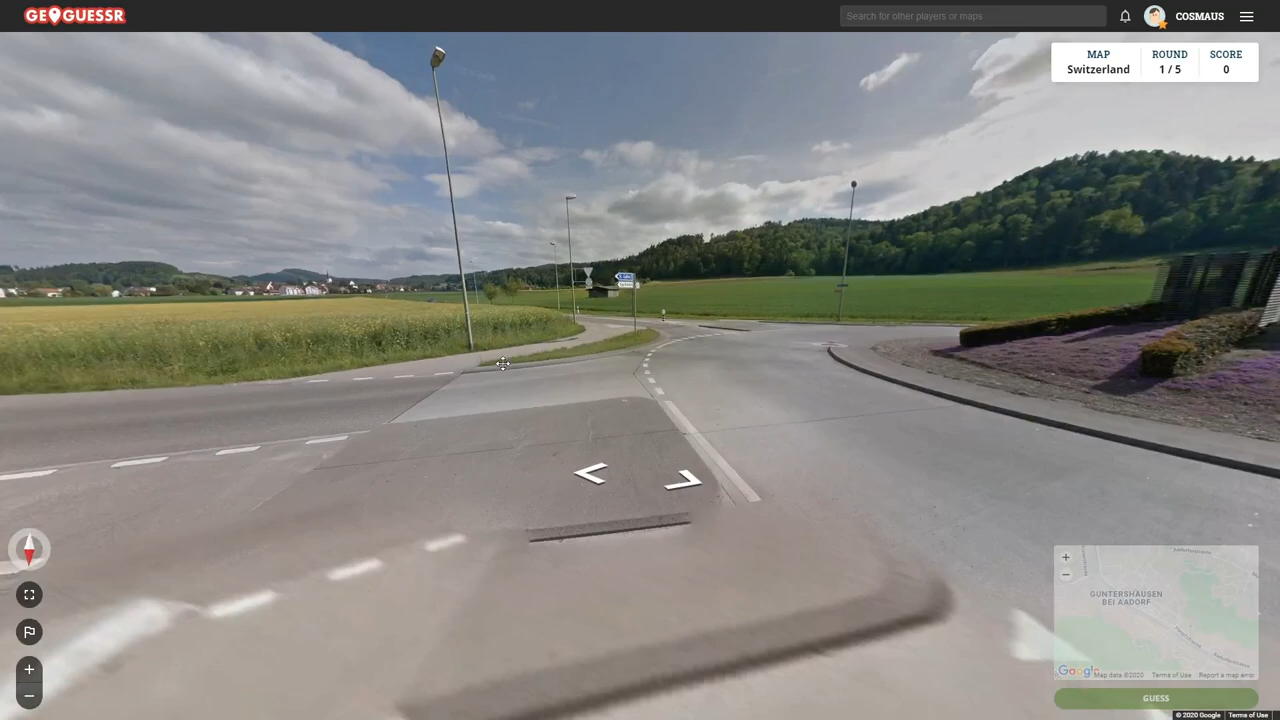 GEOGUESSR
Search for other players or maps
COSMAUS
MAP
ROUND
SCORE
Switzerland
1 / 5
0
GUNTERSHAUSEN
BEI AADORF
Google
Map data ©2020
Terms of Use
Report a map error
GUESS
© 2020 Google
Terms of Use